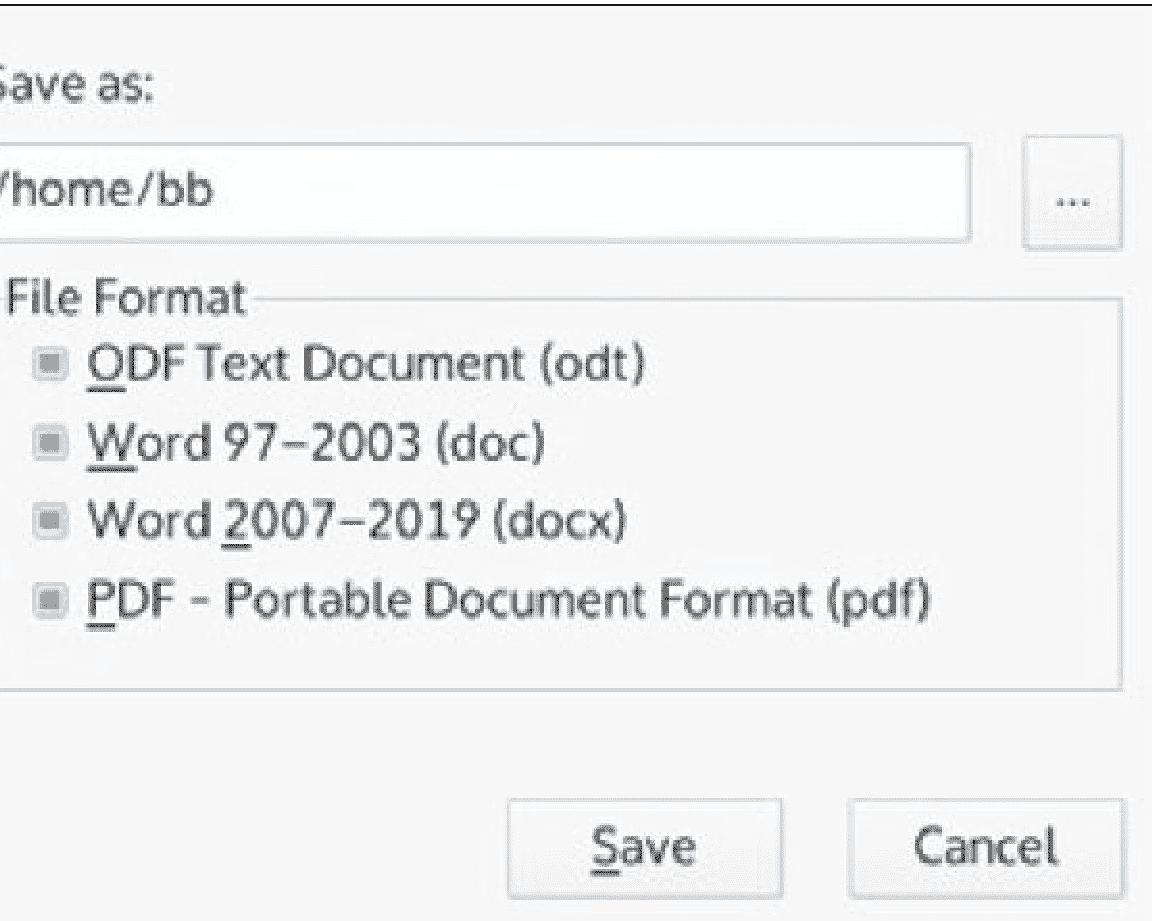 Save as:
/home/bb
...
File Format
ODF Text Document (odt)
Word 97–2003 (doc)
Word 2007–2019 (docx)
PDF – Portable Document Format (pdf)
Save
Cancel